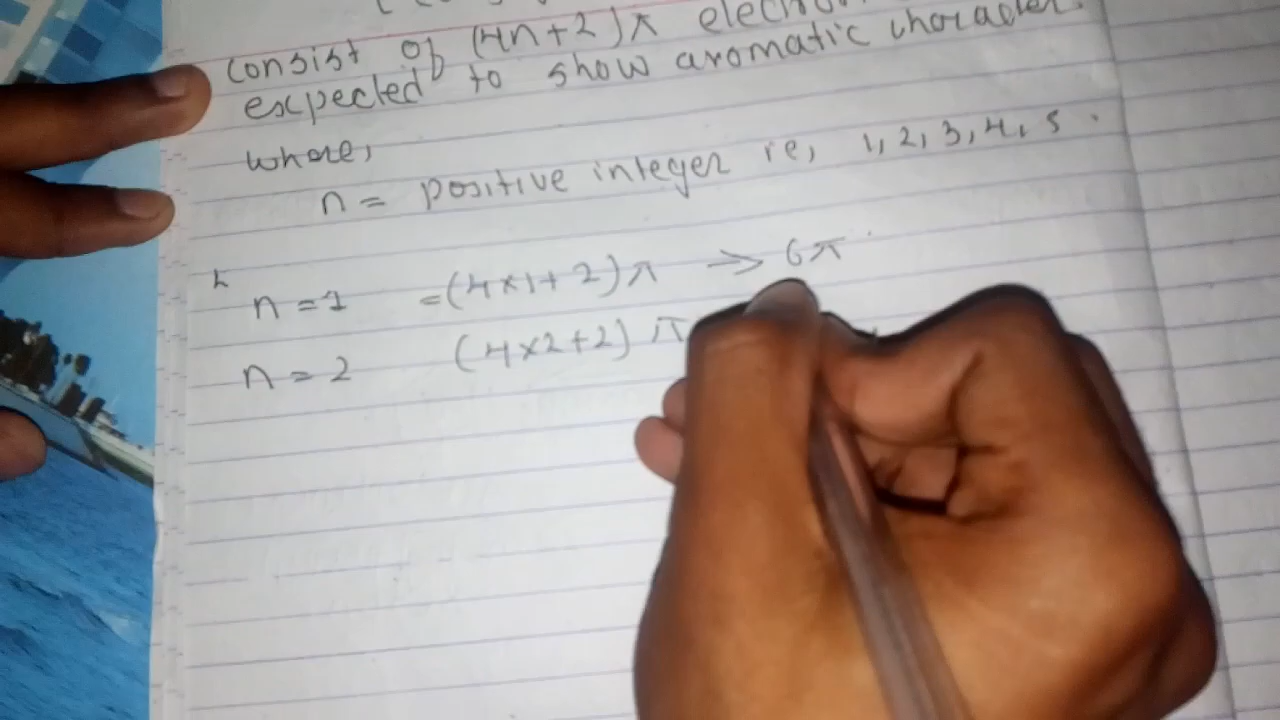 consist of (4n+2)π
expected to show aromatic character.
where,
n = positive integer ie, 1, 2, 3, 4, 5.
n = 1 =(4×1+2)π → 6π
n = 2 (4×2+2) π